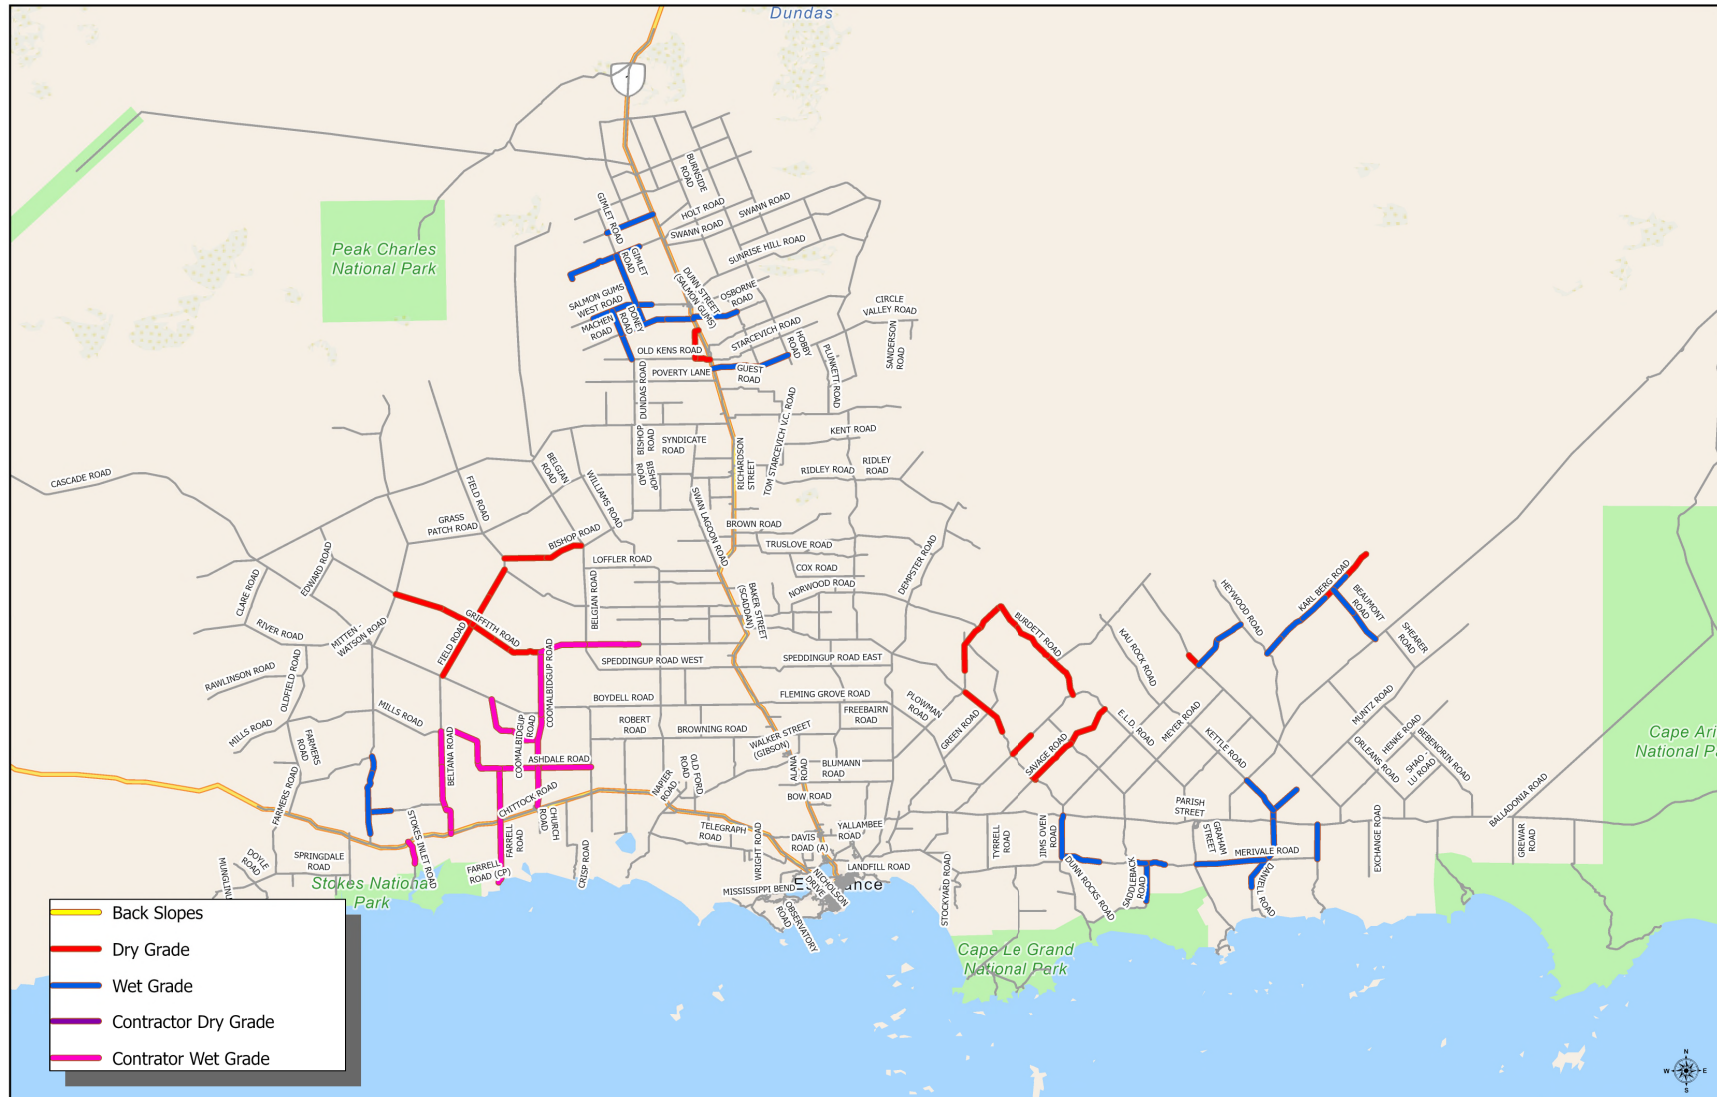 Dundas
BURNSIDE
ROAD
GIMLET ROAD
HOLT ROAD
SWANN ROAD
SWANN ROAD
SUNRISE HILL ROAD
Peak Charles
National Park
GIMLET
ROAD
DUNN STREET
(SALMON GUMS)
OSBORNE
ROAD
SALMON GUMS
WEST ROAD
DONEY
ROAD
MACHEN
ROAD
CIRCLE
VALLEY ROAD
STARCEVICH ROAD
HOBBY
ROAD
SANDERSON
ROAD
OLD KENS ROAD
PLUNKETT ROAD
POVERTY LANE
GUEST
ROAD
DUNDAS ROAD
TOM STARCEVICH V.C. ROAD
KENT ROAD
BISHOP
ROAD
SYNDICATE
ROAD
RICHARDSON
STREET
BELGIAN
ROAD
WILLIAMS ROAD
BISHOP
ROAD
RIDLEY ROAD
RIDLEY
ROAD
CASCADE ROAD
FIELD ROAD
SWAN LAGOON ROAD
GRASS
PATCH ROAD
BROWN ROAD
BISHOP ROAD
TRUSLOVE ROAD
LOFFLER ROAD
COX ROAD
DEMPSTER ROAD
EDWARD ROAD
CLARE ROAD
NORWOOD ROAD
BELGIAN ROAD
BAKER STREET
(SCADDAN)
KARL BERG ROAD
HEYWOOD ROAD
BEAUMONT
ROAD
RIVER ROAD
MITTEN -
WATSON ROAD
GRIFFITH ROAD
BURDETT ROAD
KAU ROCK ROAD
SHEARER
ROAD
FIELD ROAD
COOMALBIDGUP ROAD
SPEDDINGUP ROAD WEST
SPEDDINGUP ROAD EAST
RAWLINSON ROAD
OLDFIELD ROAD
BOYDELL ROAD
FLEMING GROVE ROAD
MUNTZ ROAD
MILLS ROAD
MILLS ROAD
COOMALBIDGUP
ROAD
ROBERT
ROAD
BROWNING ROAD
FREEBAIRN
ROAD
PLOWMAN
ROAD
GREEN ROAD
E.L.D. ROAD
MEYER ROAD
KETTLE ROAD
HENKE ROAD
BEBENORIN ROAD
ORLEANS ROAD
SHAO -
LU ROAD
Cape Ari
National Pa
FARMERS
ROAD
BELTANA ROAD
ASHDALE ROAD
WALKER STREET
(GIBSON)
SAVAGE ROAD
OLD FORD
ROAD
NAPIER
ROAD
ALANA
ROAD
BLUMANN
ROAD
FARMERS ROAD
CHITTOCK ROAD
BOW ROAD
PARISH
STREET
BALLADONIA ROAD
STOKES INLET ROAD
CHURCH
ROAD
FARRELL
ROAD
TELEGRAPH
ROAD
WRIGHT ROAD
DAVIS
ROAD (A)
YALLAMBEE
ROAD
TYRRELL
ROAD
JIMS OVEN
ROAD
GRAHAM
STREET
MERIVALE ROAD
EXCHANGE ROAD
GREWAR
ROAD
DOYLE
ROAD
SPRINGDALE
ROAD
FARRELL
ROAD (CP)
CRISP ROAD
LANDFILL ROAD
STOCKYARD ROAD
DUNN ROCKS ROAD
SADDLEBACK
ROAD
DANIELL ROAD
Stokes National
Park
MISSISSIPPI BEND
NICHOLSON
DRIVE
OBSERVATORY
ROAD
Cape Le Grand
National Park
Back Slopes
Dry Grade
Wet Grade
Contractor Dry Grade
Contrator Wet Grade
N
W
E
S